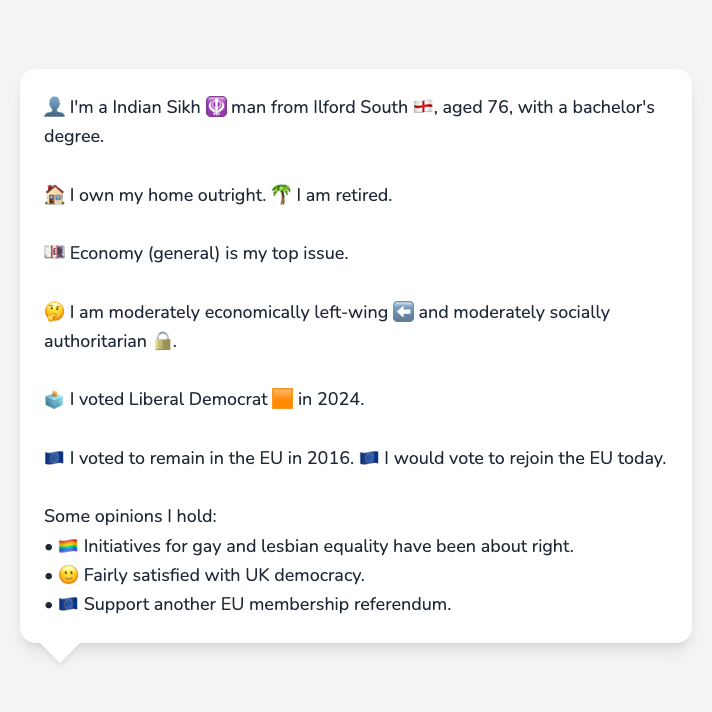 👤 I'm a Indian Sikh 🪯 man from Ilford South 🏴󠁧󠁢󠁥󠁮󠁧󠁿, aged 76, with a bachelor's
degree.
🏠 I own my home outright. 🌴 I am retired.
💷 Economy (general) is my top issue.
🤔 I am moderately economically left-wing ⬅️ and moderately socially
authoritarian 🔒.
🗳️ I voted Liberal Democrat 🟧 in 2024.
🇪🇺 I voted to remain in the EU in 2016. 🇪🇺 I would vote to rejoin the EU today.
Some opinions I hold:
• 🏳️‍🌈 Initiatives for gay and lesbian equality have been about right.
• 🙂 Fairly satisfied with UK democracy.
• 🇪🇺 Support another EU membership referendum.